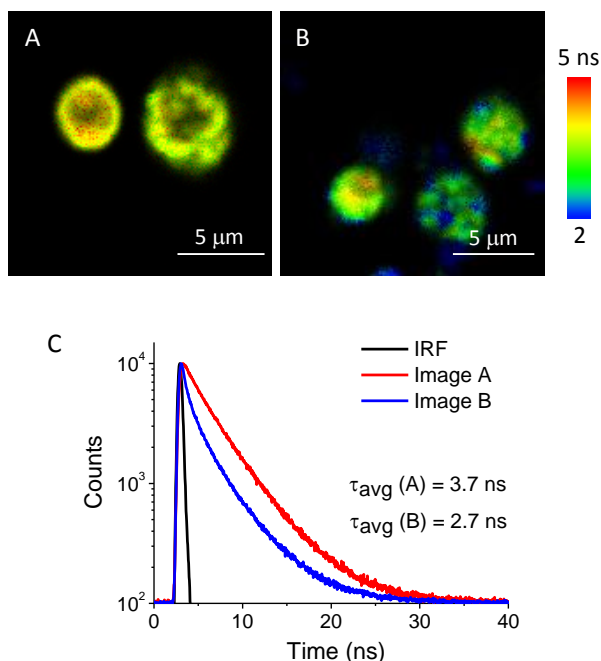 A
B
5 ns
5 μm
5 μm
2
C
IRF
Image A
Image B
10⁴
10³
10²
Counts
τavg (A) = 3.7 ns
τavg (B) = 2.7 ns
0 10 20 30 40
Time (ns)